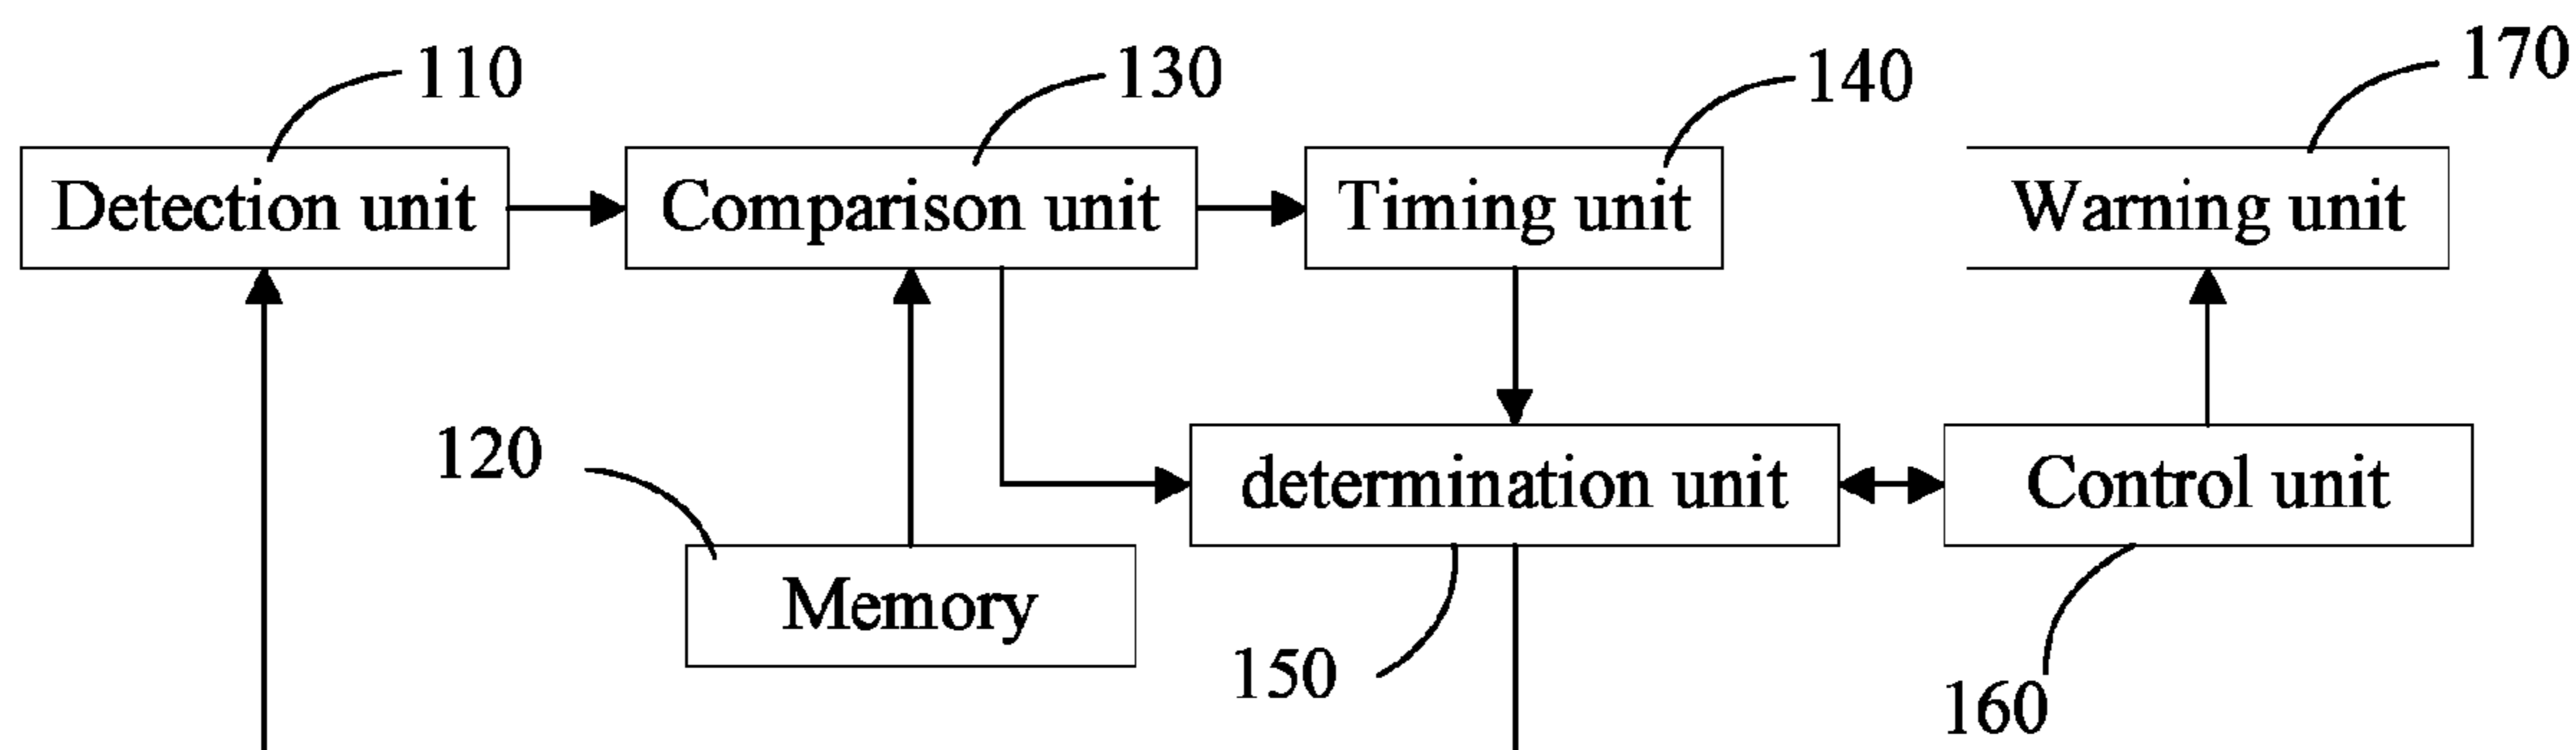 110
130
140
170
Detection unit
Comparison unit
Timing unit
Warning unit
120
determination unit
Control unit
Memory
150
160